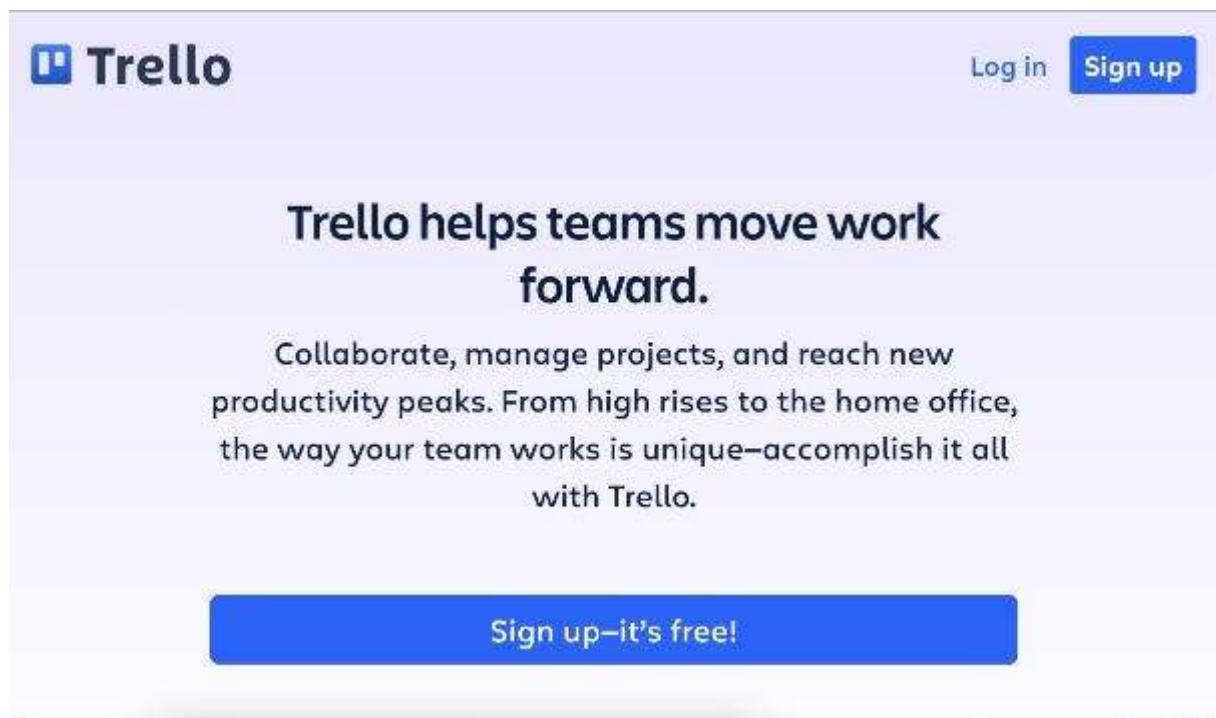 Trello
Log in
Sign up
Trello helps teams move work
forward.
Collaborate, manage projects, and reach new
productivity peaks. From high rises to the home office,
the way your team works is unique–accomplish it all
with Trello.
Sign up–it's free!